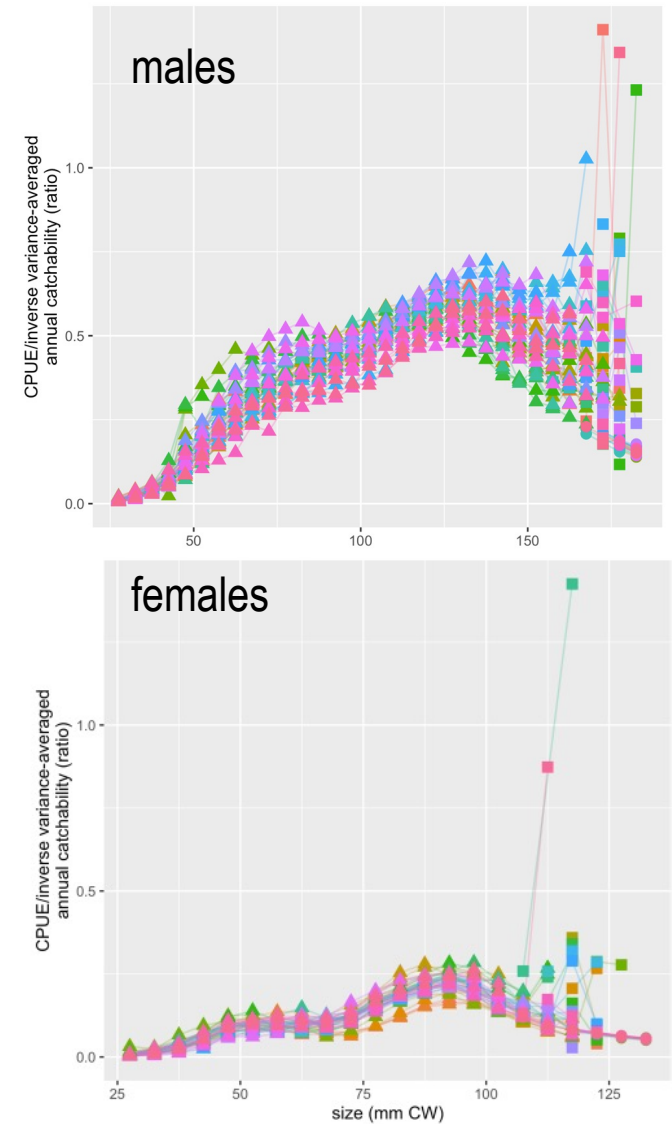 males
CPUE/inverse variance-averaged
annual catchability (ratio)
1.0
0.5
0.0
50
100
150
females
CPUE/inverse variance-averaged
annual catchability (ratio)
1.0
0.5
0.0
25
50
75
100
125
size (mm CW)